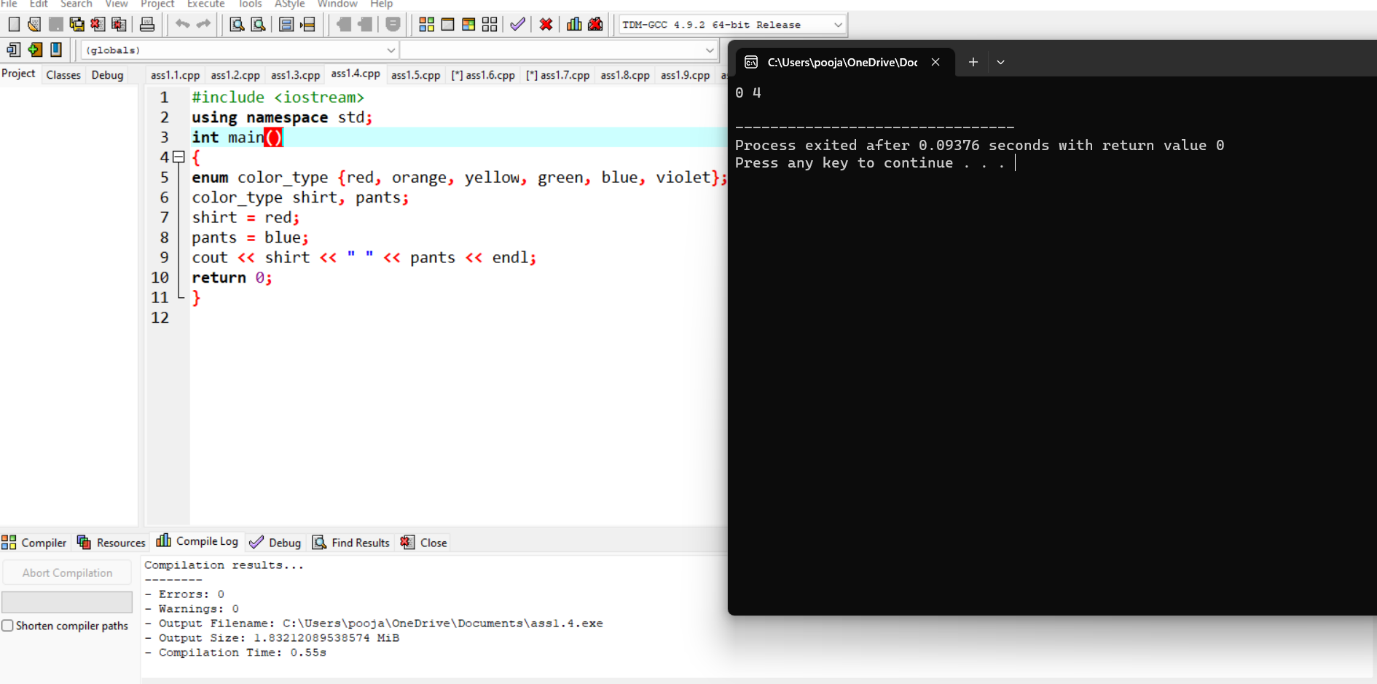 File Edit Search View Project Execute Tools AStyle Window Help
TDM-GCC 4.9.2 64-bit Release
(globals)
Project Classes Debug
ass1.1.cpp ass1.2.cpp ass1.3.cpp ass1.4.cpp ass1.5.cpp [*] ass1.6.cpp [*] ass1.7.cpp ass1.8.cpp ass1.9.cpp
1 #include <iostream>
2 using namespace std;
3 int main()
4 {
5 enum color_type {red, orange, yellow, green, blue, violet};
6 color_type shirt, pants;
7 shirt = red;
8 pants = blue;
9 cout << shirt << " " << pants << endl;
10 return 0;
11 }
12
C:\Users\pooja\OneDrive\Doc
0 4
--------------------------------
Process exited after 0.09376 seconds with return value 0
Press any key to continue . . .
Compiler Resources Compile Log Debug Find Results Close
Abort Compilation
Shorten compiler paths
Compilation results...
--------
- Errors: 0
- Warnings: 0
- Output Filename: C:\Users\pooja\OneDrive\Documents\ass1.4.exe
- Output Size: 1.83212089538574 MiB
- Compilation Time: 0.55s